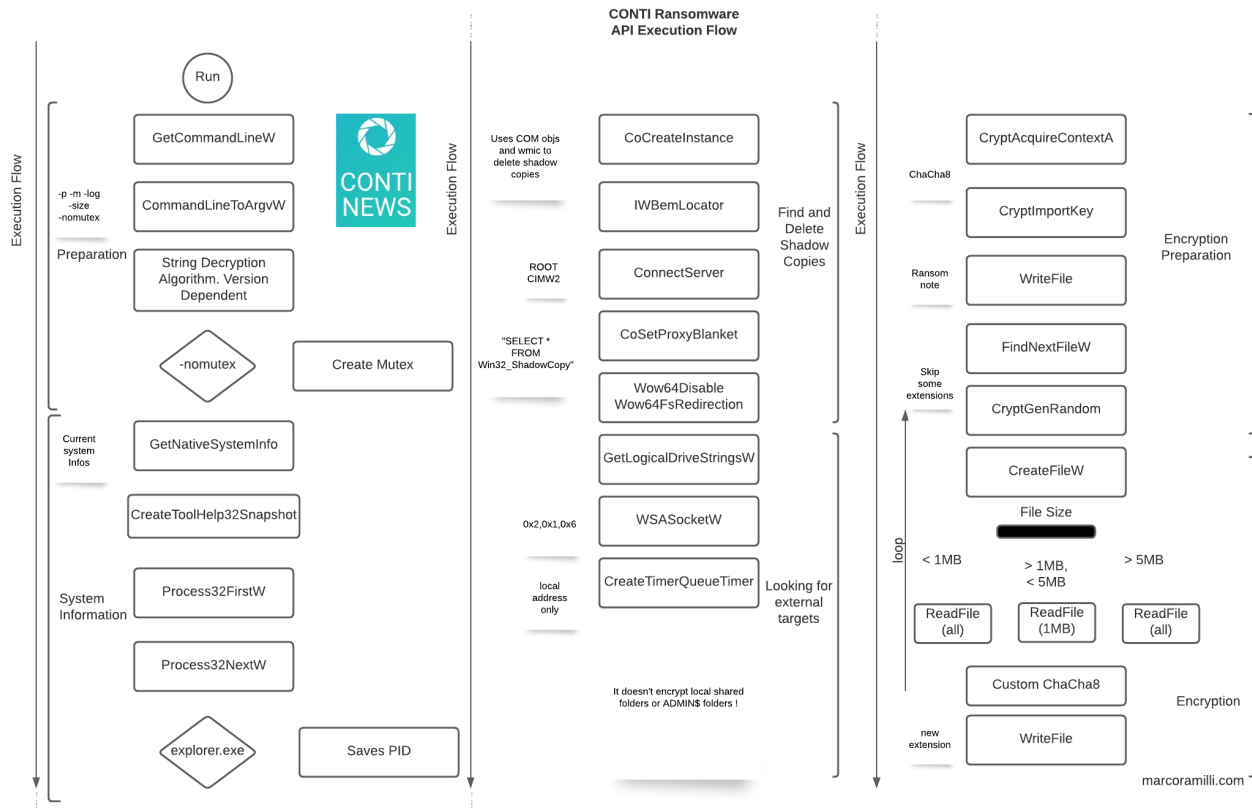 CONTI Ransomware
API Execution Flow
Execution Flow
Run
GetCommandLineW
-p -m -log
-size
-nomutex
CommandLineToArgvW
Preparation
String Decryption
Algorithm. Version
Dependent
-nomutex
Create Mutex
CONTI
NEWS
Current
system
Infos
GetNativeSystemInfo
CreateToolHelp32Snapshot
System
Information
Process32FirstW
Process32NextW
explorer.exe
Saves PID
Execution Flow
Uses COM objs
and wmic to
delete shadow
copies
CoCreateInstance
IWBemLocator
Find and
Delete
Shadow
Copies
ROOT
CIMW2
ConnectServer
"SELECT *
FROM
Win32_ShadowCopy"
CoSetProxyBlanket
Wow64Disable
Wow64FsRedirection
GetLogicalDriveStringsW
0x2,0x1,0x6
WSASocketW
local
address
only
CreateTimerQueueTimer
Looking for
external
targets
It doesn't encrypt local shared
folders or ADMIN$ folders !
Execution Flow
CryptAcquireContextA
ChaCha8
CryptImportKey
Encryption
Preparation
Ransom
note
WriteFile
FindNextFileW
Skip
some
extensions
CryptGenRandom
CreateFileW
File Size
loop
< 1MB
> 1MB,
< 5MB
> 5MB
ReadFile
(all)
ReadFile
(1MB)
ReadFile
(all)
Custom ChaCha8
Encryption
new
extension
WriteFile
marcoramilli.com